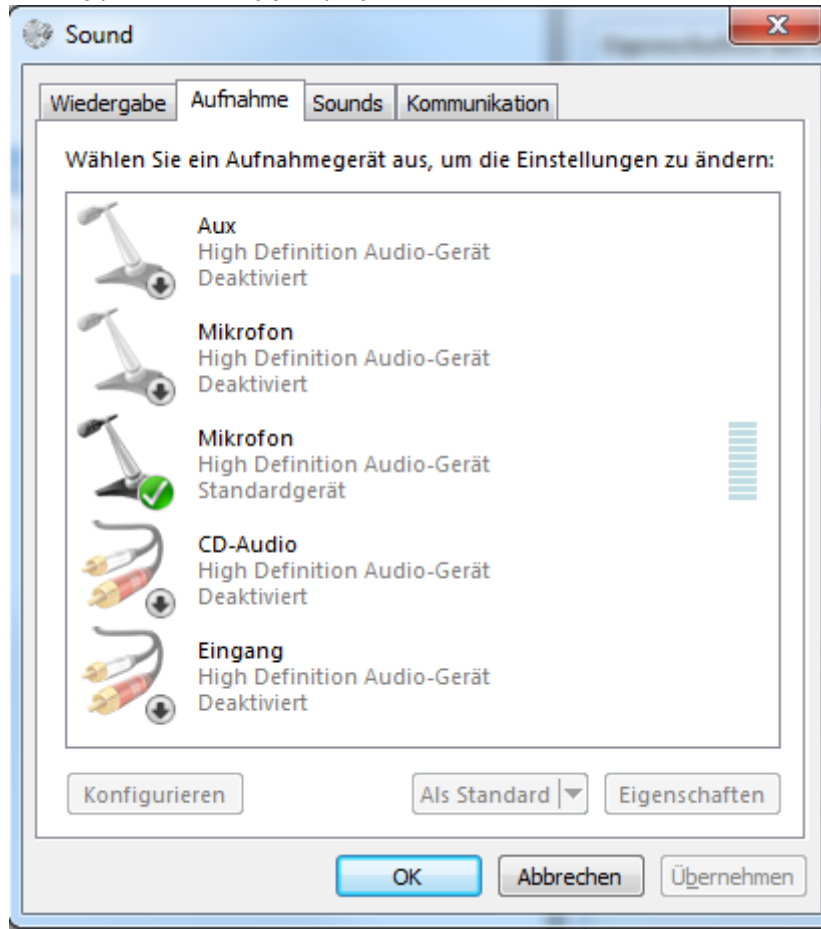 Sound
Wiedergabe Aufnahme Sounds Kommunikation
Wählen Sie ein Aufnahmegerät aus, um die Einstellungen zu ändern:
Aux
High Definition Audio-Gerät
Deaktiviert
Mikrofon
High Definition Audio-Gerät
Deaktiviert
Mikrofon
High Definition Audio-Gerät
Standardgerät
CD-Audio
High Definition Audio-Gerät
Deaktiviert
Eingang
High Definition Audio-Gerät
Deaktiviert
Konfigurieren Als Standard Eigenschaften
OK Abbrechen Übernehmen